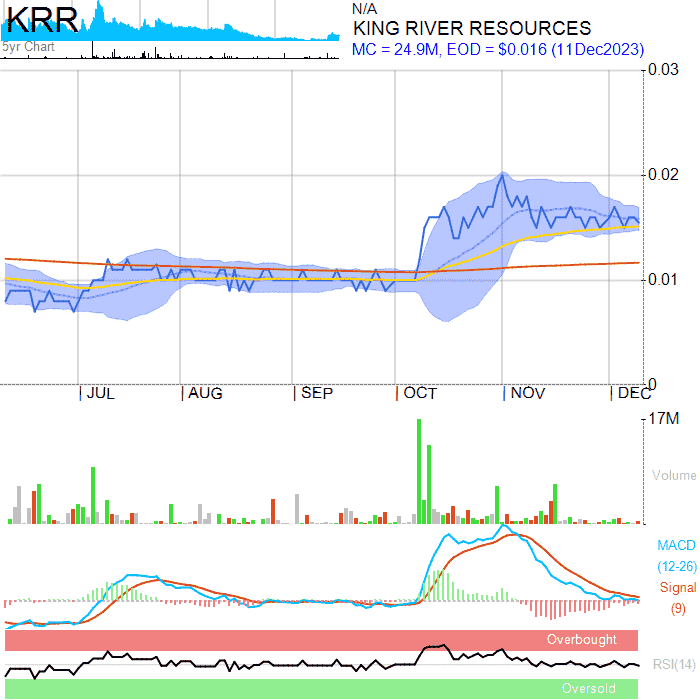 KRR
5yr Chart
N/A
KING RIVER RESOURCES
MC = 24.9M, EOD = $0.016 (11Dec2023)
0.03
0.02
0.01
0
JUL
AUG
SEP
OCT
NOV
DEC
17M
Volume
MACD
(12-26)
Signal
(9)
Overbought
RSI(14)
Oversold